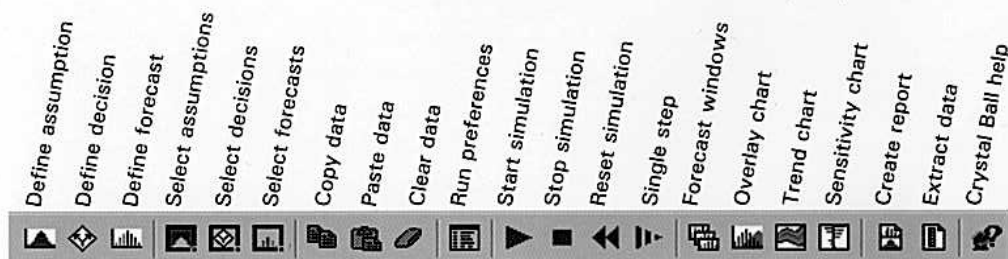 Define assumption
Define decision
Define forecast
Select assumptions
Select decisions
Select forecasts
Copy data
Paste data
Clear data
Run preferences
Start simulation
Stop simulation
Reset simulation
Single step
Forecast windows
Overlay chart
Trend chart
Sensitivity chart
Create report
Extract data
Crystal Ball help